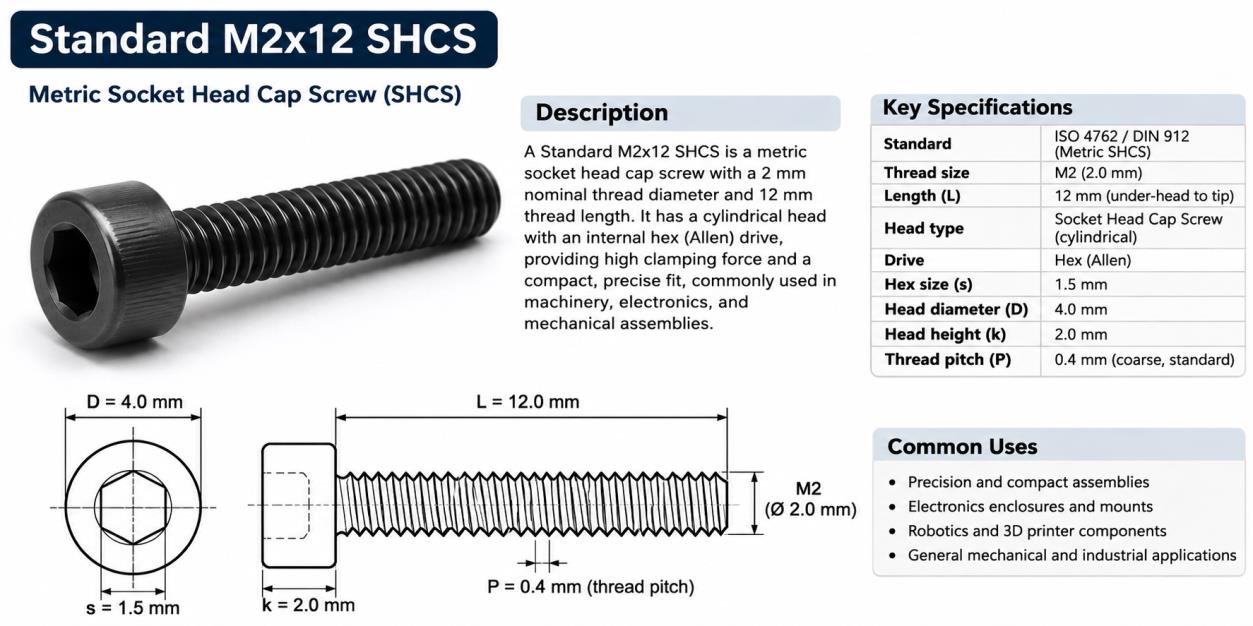 Standard M2x12 SHCS
Metric Socket Head Cap Screw (SHCS)
Description
A Standard M2x12 SHCS is a metric
socket head cap screw with a 2 mm
nominal thread diameter and 12 mm
thread length. It has a cylindrical head
with an internal hex (Allen) drive,
providing high clamping force and a
compact, precise fit, commonly used in
machinery, electronics, and
mechanical assemblies.
Key Specifications
Standard ISO 4762 / DIN 912
(Metric SHCS)
Thread size M2 (2.0 mm)
Length (L) 12 mm (under-head to tip)
Head type Socket Head Cap Screw
(cylindrical)
Drive Hex (Allen)
Hex size (s) 1.5 mm
Head diameter (D) 4.0 mm
Head height (k) 2.0 mm
Thread pitch (P) 0.4 mm (coarse, standard)
D = 4.0 mm
L = 12.0 mm
M2
(Ø 2.0 mm)
P = 0.4 mm (thread pitch)
s = 1.5 mm
k = 2.0 mm
Common Uses
• Precision and compact assemblies
• Electronics enclosures and mounts
• Robotics and 3D printer components
• General mechanical and industrial applications